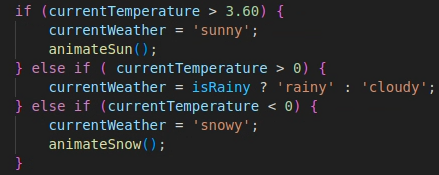 if (currentTemperature > 3.60) {
    currentWeather = 'sunny';
    animateSun();
} else if ( currentTemperature > 0) {
    currentWeather = isRainy ? 'rainy' : 'cloudy';
} else if (currentTemperature < 0) {
    currentWeather = 'snowy';
    animateSnow();
}